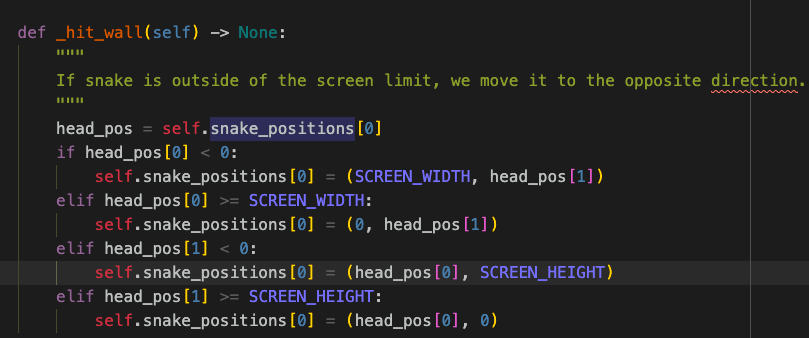 def _hit_wall(self) -> None:
"""
If snake is outside of the screen limit, we move it to the opposite direction.
"""
head_pos = self.snake_positions[0]
if head_pos[0] < 0:
self.snake_positions[0] = (SCREEN_WIDTH, head_pos[1])
elif head_pos[0] >= SCREEN_WIDTH:
self.snake_positions[0] = (0, head_pos[1])
elif head_pos[1] < 0:
self.snake_positions[0] = (head_pos[0], SCREEN_HEIGHT)
elif head_pos[1] >= SCREEN_HEIGHT:
self.snake_positions[0] = (head_pos[0], 0)